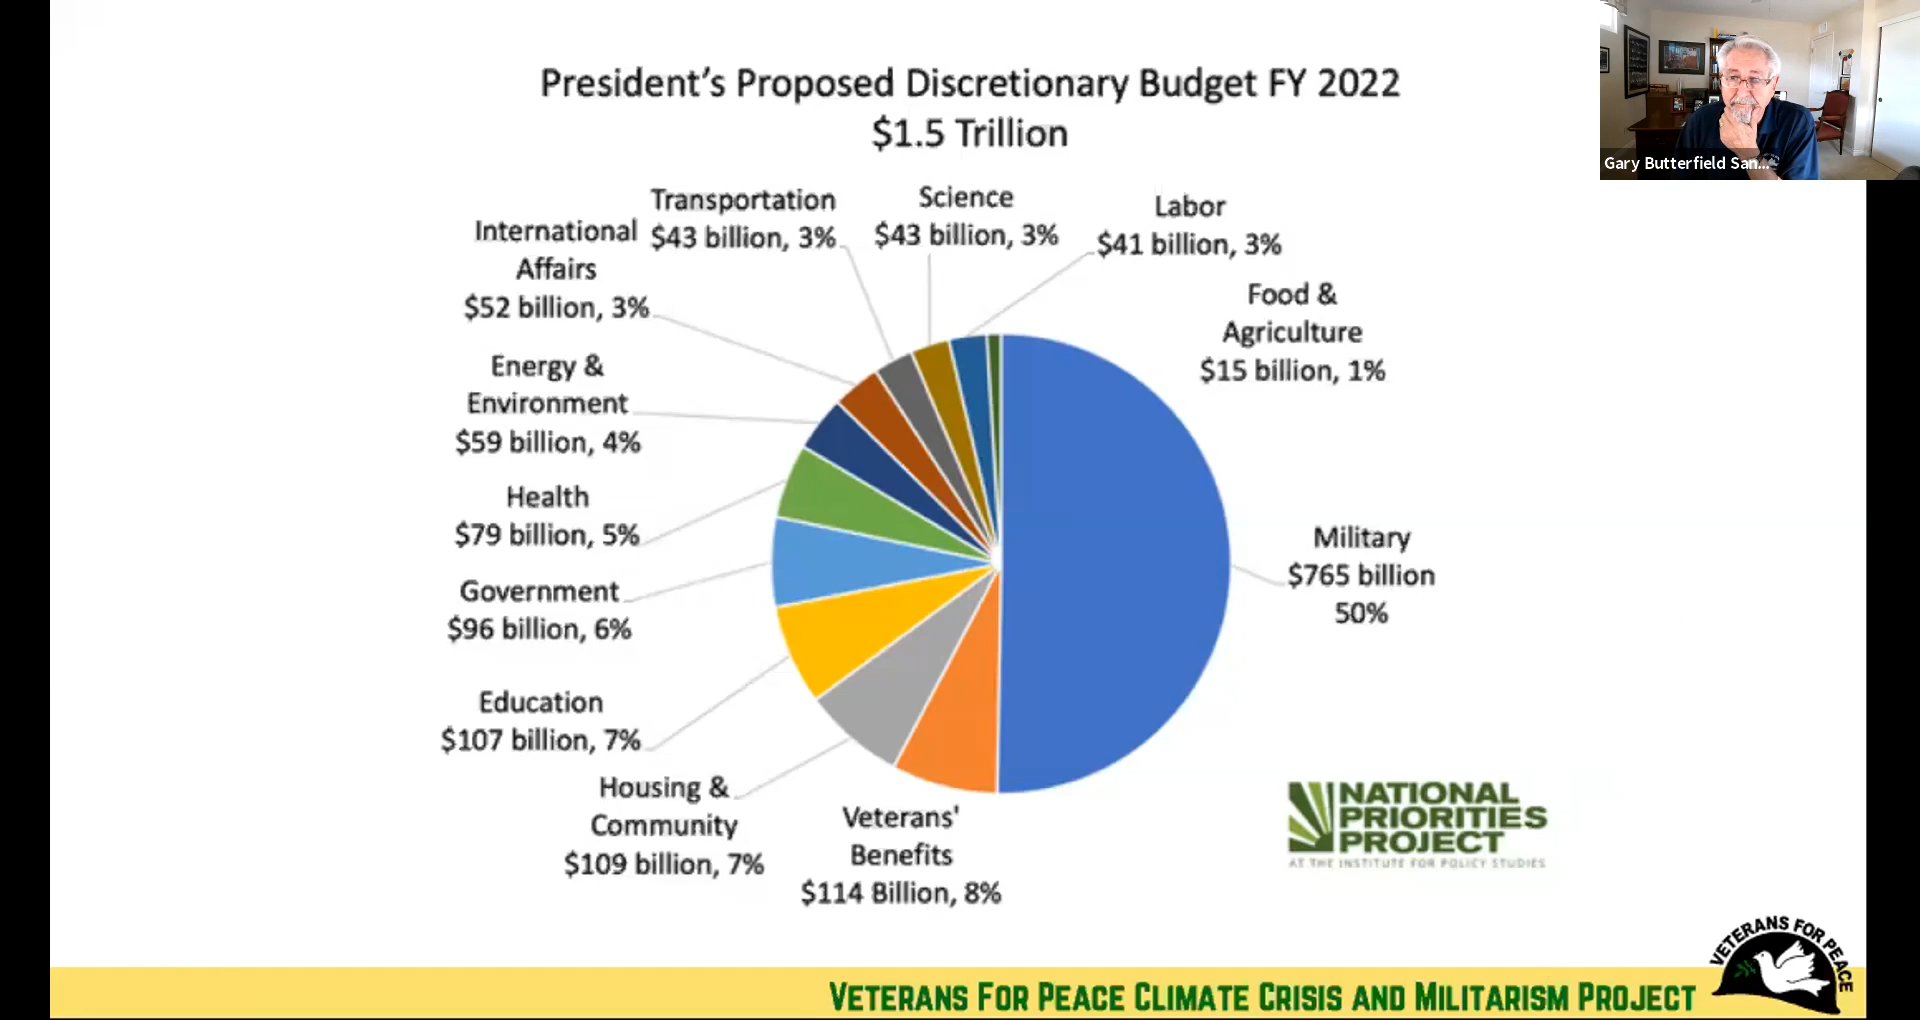 President's Proposed Discretionary Budget FY 2022
$1.5 Trillion
Gary Butterfield San...
Transportation
$43 billion, 3%
Science
$43 billion, 3%
Labor
$41 billion, 3%
International
Affairs
$52 billion, 3%
Food &
Agriculture
$15 billion, 1%
Energy &
Environment
$59 billion, 4%
Health
$79 billion, 5%
Military
$765 billion
50%
Government
$96 billion, 6%
Education
$107 billion, 7%
Housing &
Community
$109 billion, 7%
Veterans'
Benefits
$114 Billion, 8%
NATIONAL
PRIORITIES
PROJECT
AT THE INSTITUTE FOR POLICY STUDIES
VETERANS FOR PEACE
VETERANS FOR PEACE CLIMATE CRISIS AND MILITARISM PROJECT